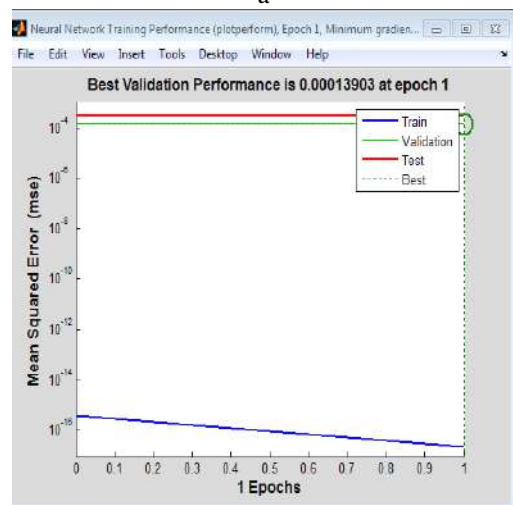 a
Neural Network Training Performance (plotperform), Epoch 1, Minimum gradien...
File Edit View Insert Tools Desktop Window Help
Best Validation Performance is 0.00013903 at epoch 1
Mean Squared Error (mse)
10^-4
10^-6
10^-8
10^-10
10^-12
10^-14
10^-16
Train
Validation
Test
Best
0 0.1 0.2 0.3 0.4 0.5 0.6 0.7 0.8 0.9 1
1 Epochs